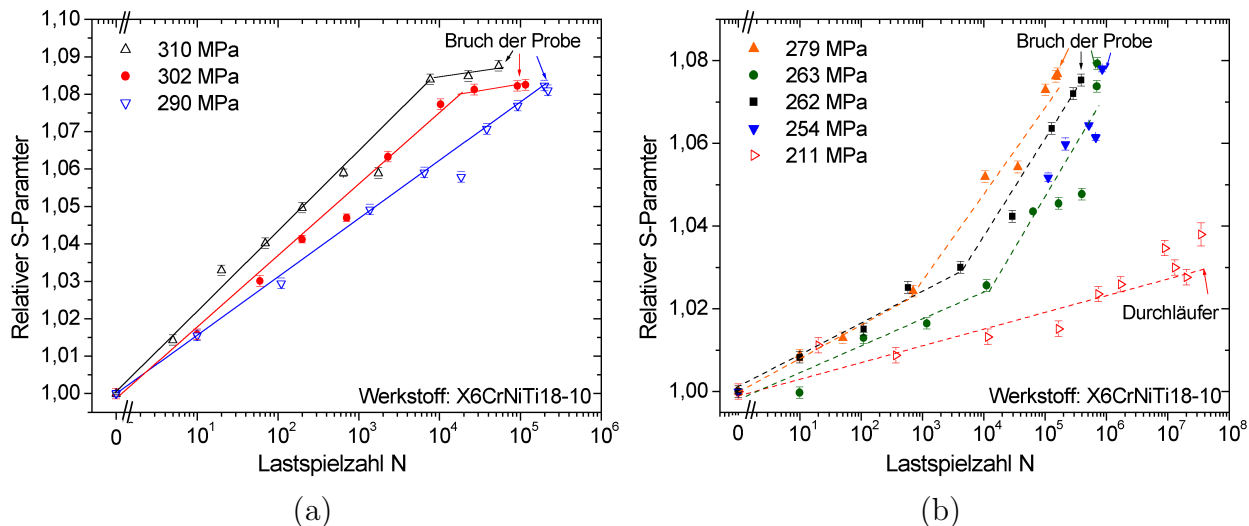 1,10
1,09
1,08
1,07
1,06
1,05
1,04
1,03
1,02
1,01
1,00
Relativer S-Paramter
310 MPa
302 MPa
290 MPa
Bruch der Probe
Werkstoff: X6CrNiTi18-10
0 10¹ 10² 10³ 10⁴ 10⁵ 10⁶
Lastspielzahl N
(a)
1,08
1,06
1,04
1,02
1,00
Relativer S-Paramter
279 MPa
263 MPa
262 MPa
254 MPa
211 MPa
Bruch der Probe
Durchläufer
Werkstoff: X6CrNiTi18-10
0 10¹ 10² 10³ 10⁴ 10⁵ 10⁶ 10⁷ 10⁸
Lastspielzahl N
(b)